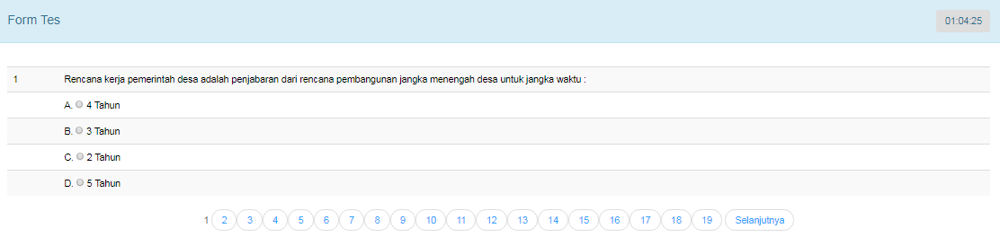 Form Tes
01:04:25
1 Rencana kerja pemerintah desa adalah penjabaran dari rencana pembangunan jangka menengah desa untuk jangka waktu :
A. 4 Tahun
B. 3 Tahun
C. 2 Tahun
D. 5 Tahun
1 2 3 4 5 6 7 8 9 10 11 12 13 14 15 16 17 18 19 Selanjutnya